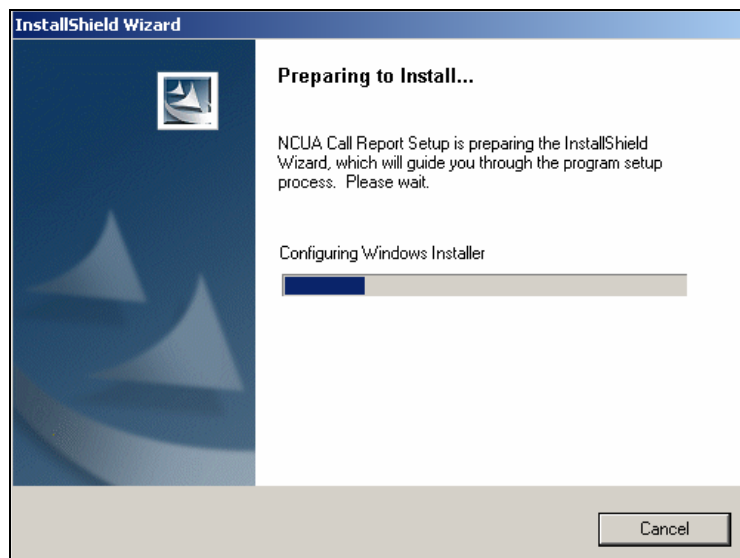 InstallShield Wizard
Preparing to Install...
NCUA Call Report Setup is preparing the InstallShield
Wizard, which will guide you through the program setup
process.  Please wait.
Configuring Windows Installer
Cancel